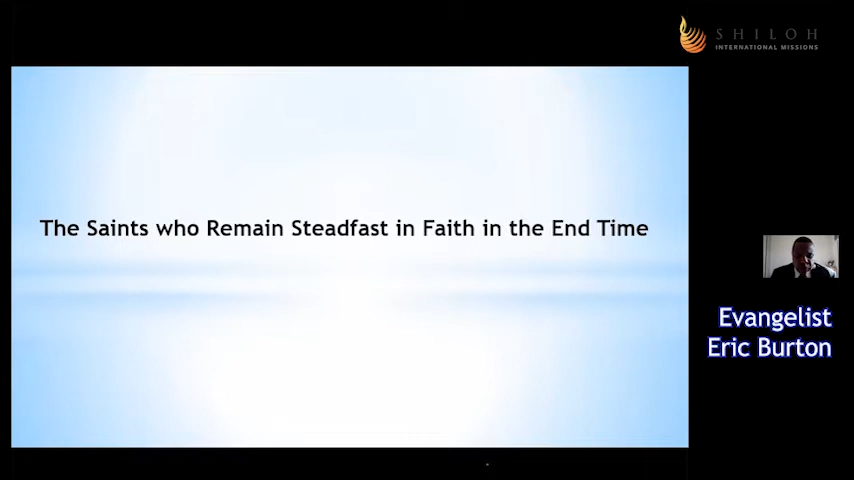 SHILOH
INTERNATIONAL MISSIONS
The Saints who Remain Steadfast in Faith in the End Time
Evangelist
Eric Burton